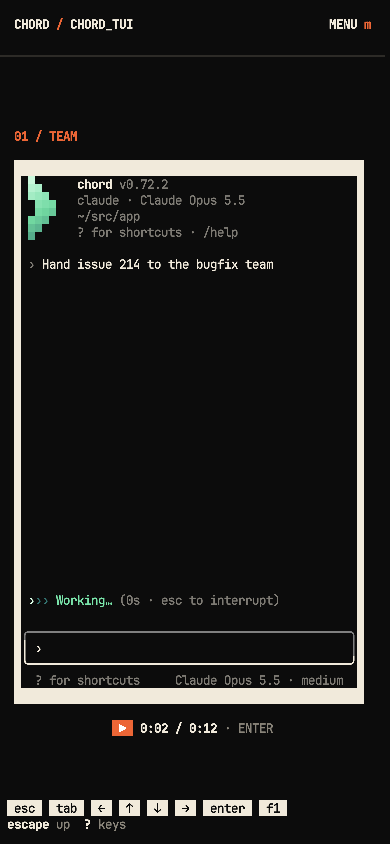 CHORD / CHORD_TUI MENU m
01 / TEAM
chord v0.72.2
claude · Claude Opus 5.5
~/src/app
? for shortcuts · /help
› Hand issue 214 to the bugfix team
››› Working… (0s · esc to interrupt)
›
? for shortcuts Claude Opus 5.5 · medium
▶ 0:02 / 0:12 · ENTER
esc tab ← ↑ ↓ → enter f1
escape up ? keys